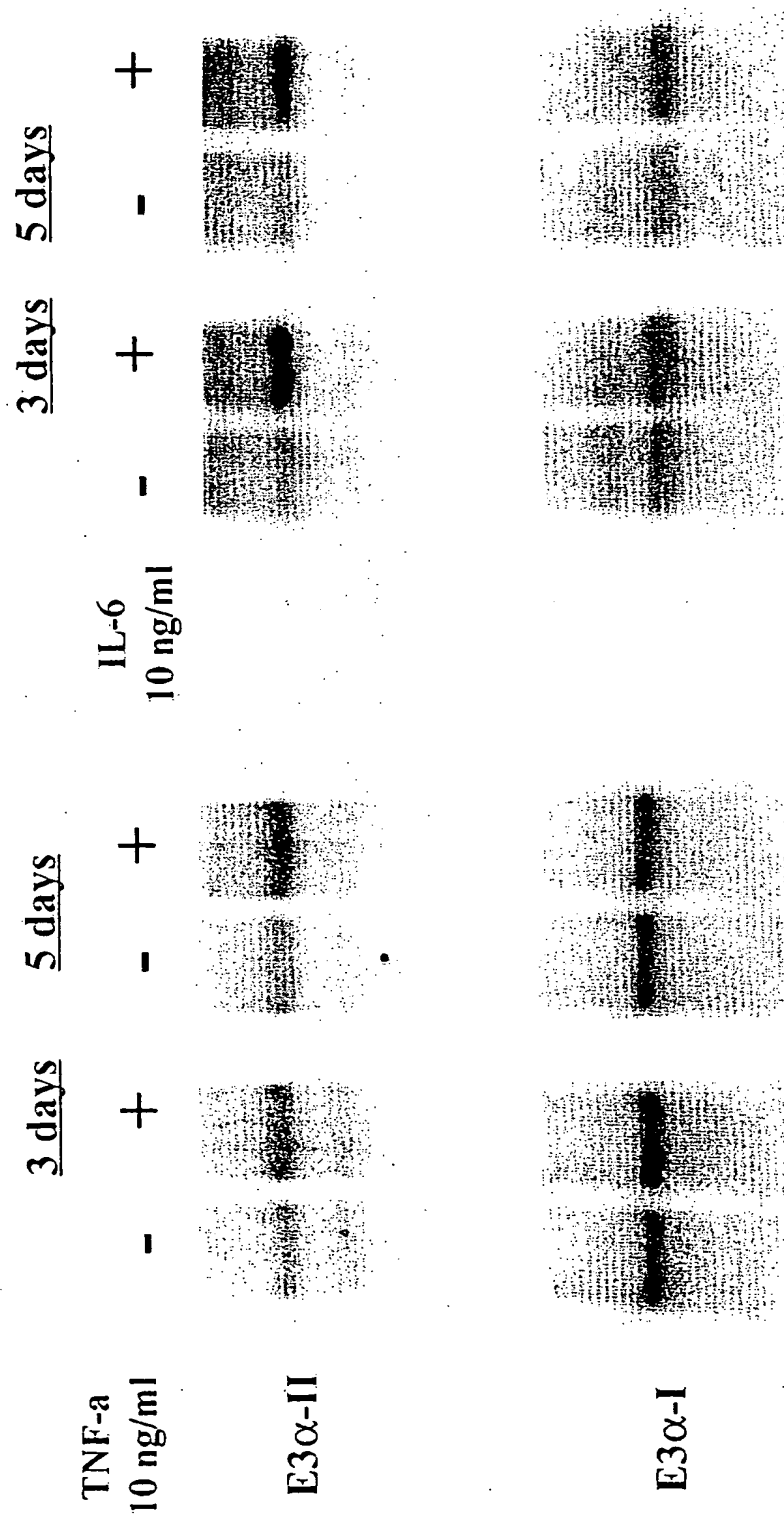 3 days 5 days 3 days 5 days
TNF-a - + - + IL-6 - + - +
10 ng/ml 10 ng/ml
E3α-II
E3α-I